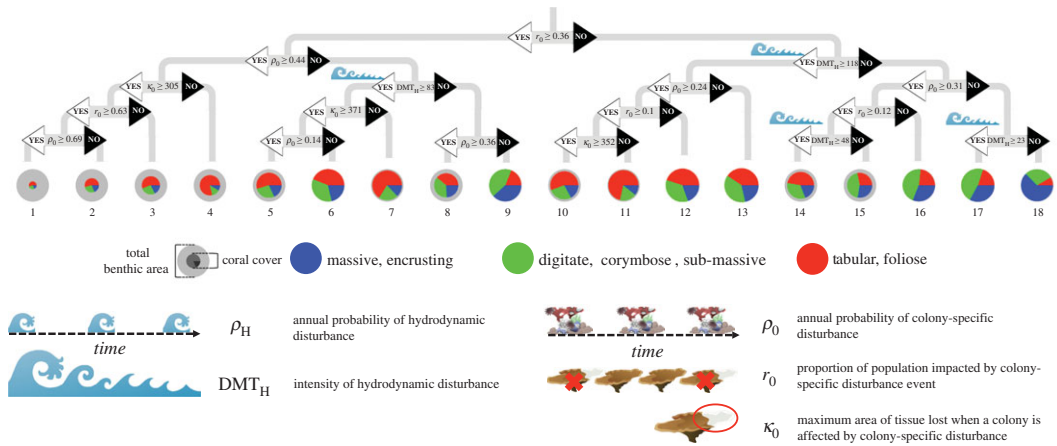 YES r₀ ≥ 0.36 NO
YES ρ₀ ≥ 0.44 NO
YES DMT_H ≥ 118 NO
YES κ₀ ≥ 305 NO
YES DMT_H ≥ 83 NO
YES ρ₀ ≥ 0.24 NO
YES ρ₀ ≥ 0.31 NO
YES r₀ ≥ 0.63 NO
YES κ₀ ≥ 371 NO
YES r₀ ≥ 0.1 NO
YES r₀ ≥ 0.12 NO
YES ρ₀ ≥ 0.69 NO
YES ρ₀ ≥ 0.14 NO
YES ρ₀ ≥ 0.36 NO
YES κ₀ ≥ 352 NO
YES DMT_H ≥ 48 NO
YES DMT_H ≥ 23 NO
1 2 3 4 5 6 7 8 9 10 11 12 13 14 15 16 17 18
total
benthic area
coral cover
massive, encrusting
digitate, corymbose , sub-massive
tabular, foliose
time
ρ_H
annual probability of hydrodynamic
disturbance
DMT_H
intensity of hydrodynamic disturbance
time
ρ₀
annual probability of colony-specific
disturbance
r₀
proportion of population impacted by colony-
specific disturbance event
κ₀
maximum area of tissue lost when a colony is
affected by colony-specific disturbance